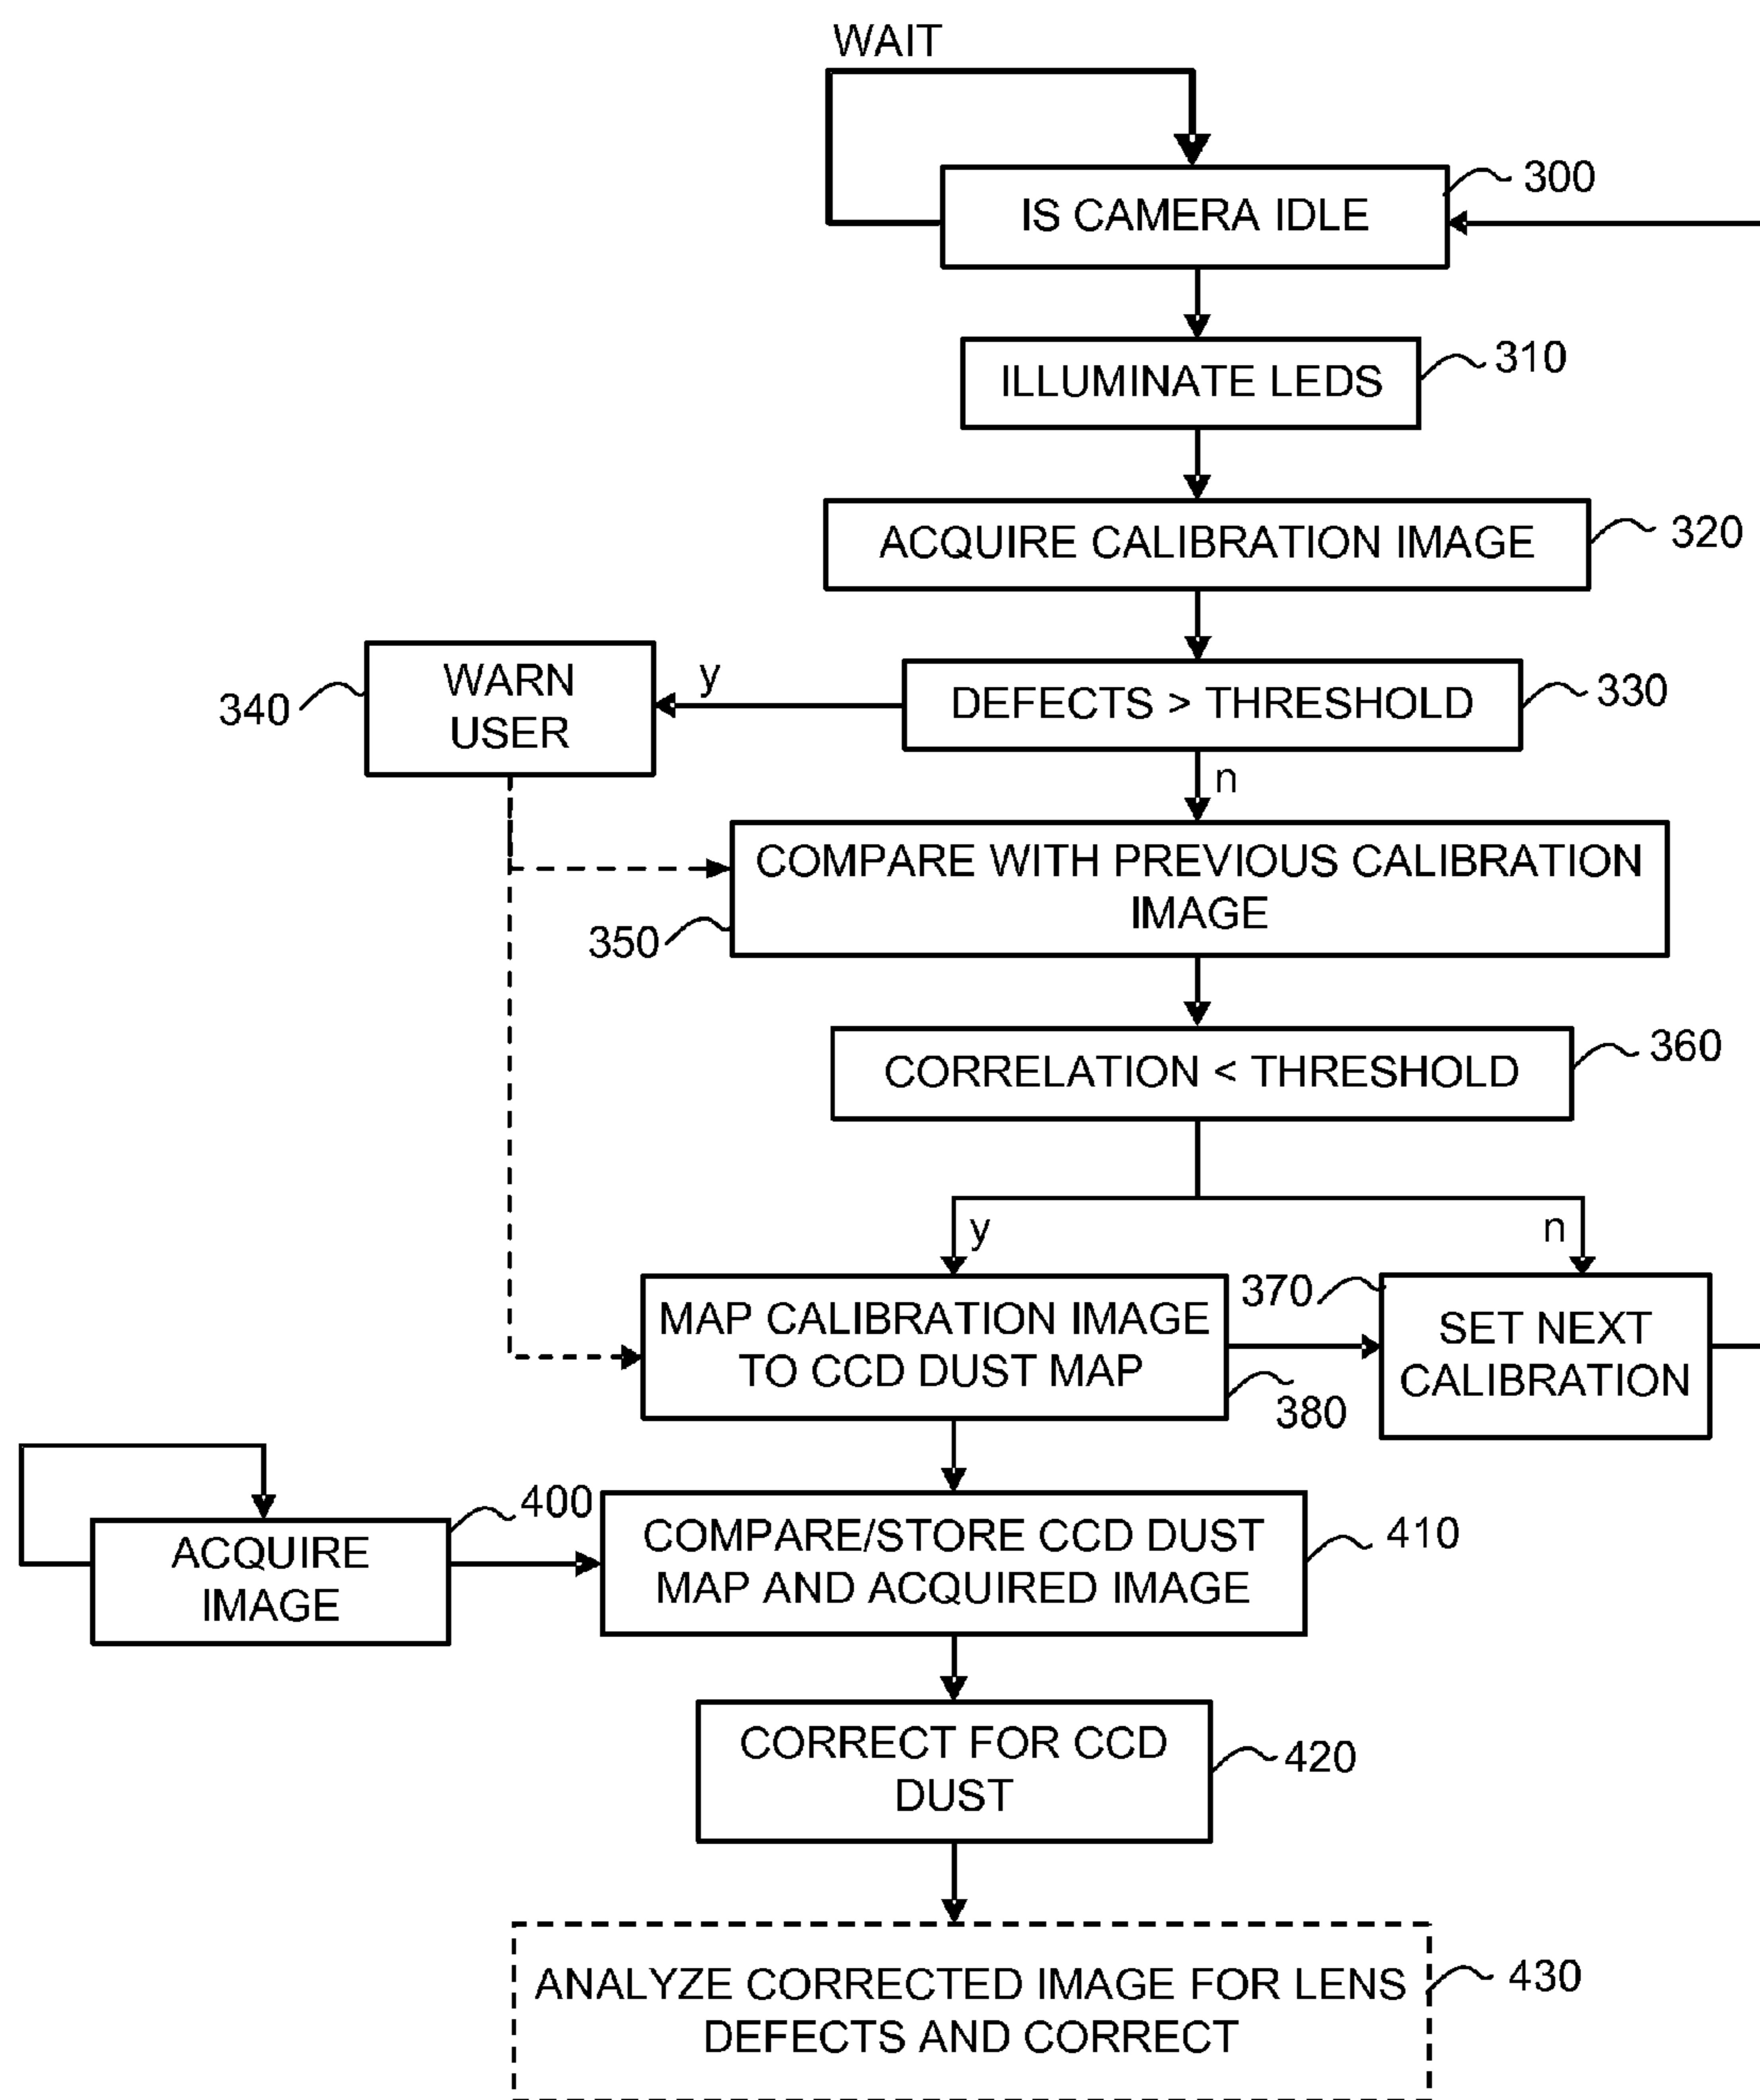 WAIT
IS CAMERA IDLE
300
ILLUMINATE LEDS
310
ACQUIRE CALIBRATION IMAGE
320
WARN
USER
340
y
DEFECTS > THRESHOLD
330
n
COMPARE WITH PREVIOUS CALIBRATION
IMAGE
350
CORRELATION < THRESHOLD
360
y
n
MAP CALIBRATION IMAGE
TO CCD DUST MAP
380
370
SET NEXT
CALIBRATION
ACQUIRE
IMAGE
400
COMPARE/STORE CCD DUST
MAP AND ACQUIRED IMAGE
410
CORRECT FOR CCD
DUST
420
ANALYZE CORRECTED IMAGE FOR LENS
DEFECTS AND CORRECT
430